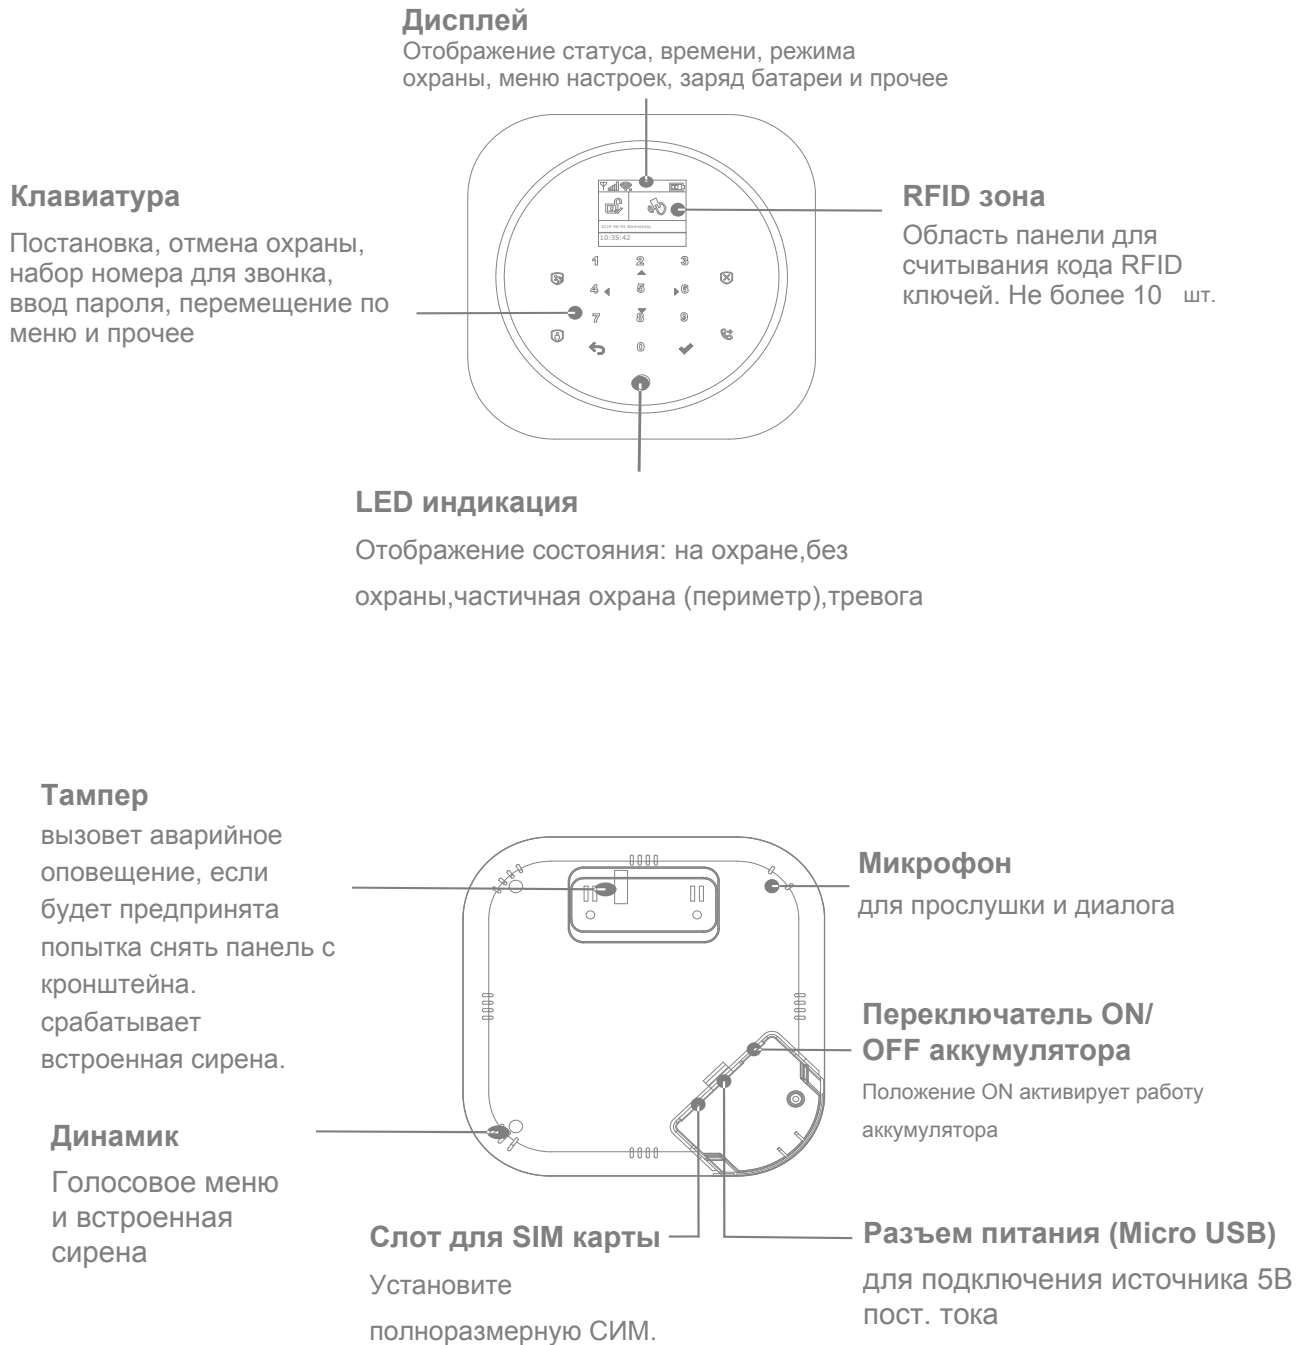 Дисплей
Отображение статуса, времени, режима
охраны, меню настроек, заряд батареи и прочее
Клавиатура
Постановка, отмена охраны,
набор номера для звонка,
ввод пароля, перемещение по
меню и прочее
2019-06-05 Wednesday
10:35:42
1 2 3
4 5 6
7 8 9
0
RFID зона
Область панели для
считывания кода RFID
ключей. Не более 10 шт.
LED индикация
Отображение состояния: на охране,без
охраны,частичная охрана (периметр),тревога
Тампер
вызовет аварийное
оповещение, если
будет предпринята
попытка снять панель с
кронштейна.
срабатывает
встроенная сирена.
Динамик
Голосовое меню
и встроенная
сирена
Микрофон
для прослушки и диалога
Переключатель ON/
OFF аккумулятора
Положение ON активирует работу
аккумулятора
Слот для SIM карты
Установите
полноразмерную СИМ.
Разъем питания (Micro USB)
для подключения источника 5В
пост. тока